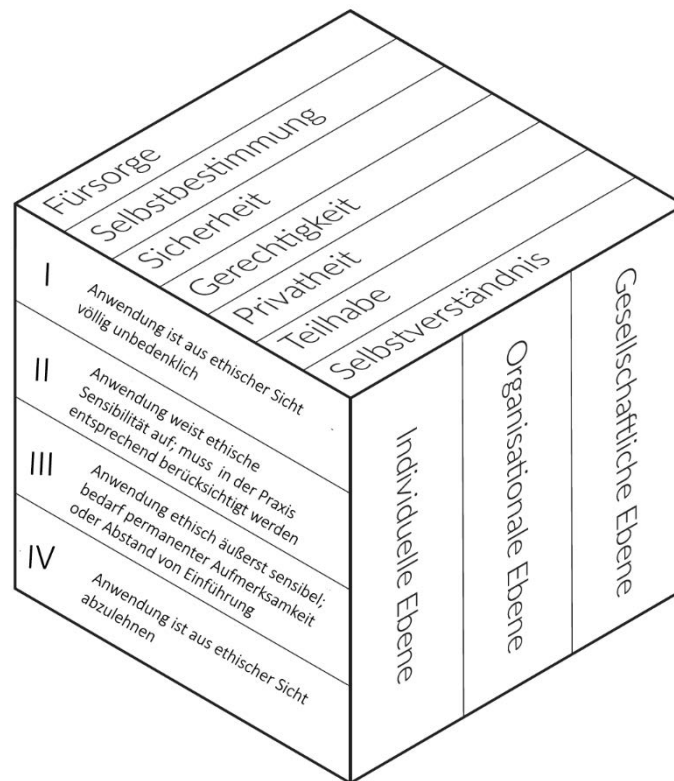 Fürsorge
Selbstbestimmung
Sicherheit
Gerechtigkeit
Privatheit
Teilhabe
Selbstverständnis
I
Anwendung ist aus ethischer Sicht
völlig unbedenklich
II
Anwendung weist ethische
Sensibilität auf; muss in der Praxis
entsprechend berücksichtigt werden
III
Anwendung ethisch äußerst sensibel;
bedarf permanenter Aufmerksamkeit
oder Abstand von Einführung
IV
Anwendung ist aus ethischer Sicht
abzulehnen
Individuelle Ebene
Organisationale Ebene
Gesellschaftliche Ebene